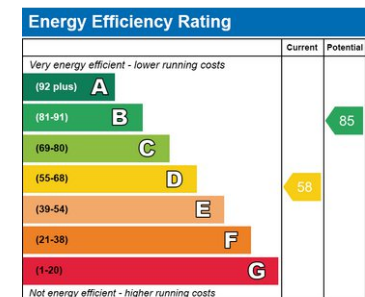 Energy Efficiency Rating
Current Potential
Very energy efficient - lower running costs
(92 plus) A
(81-91) B
85
(69-80) C
(55-68) D
58
(39-54) E
(21-38) F
(1-20) G
Not energy efficient - higher running costs